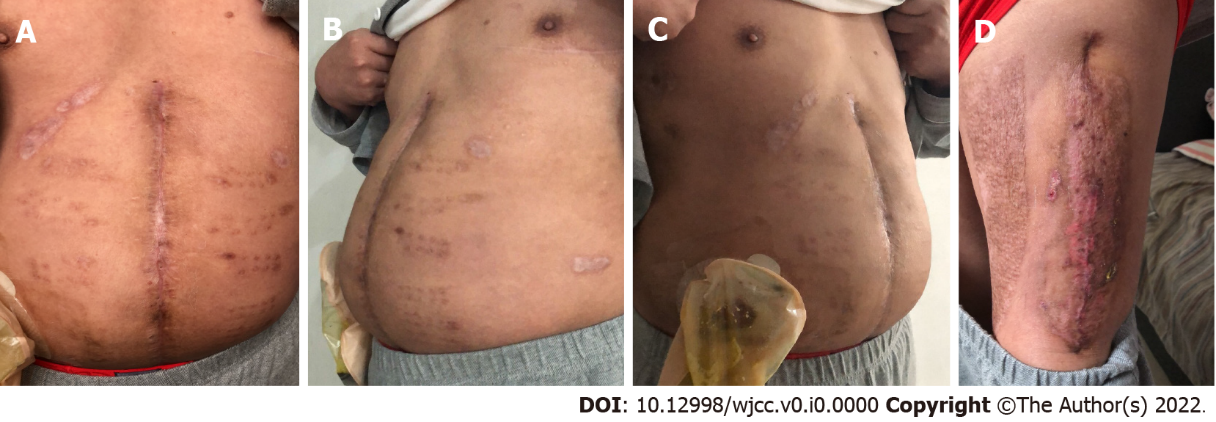 A
B
C
D
DOI: 10.12998/wjcc.v0.i0.0000 Copyright ©The Author(s) 2022.